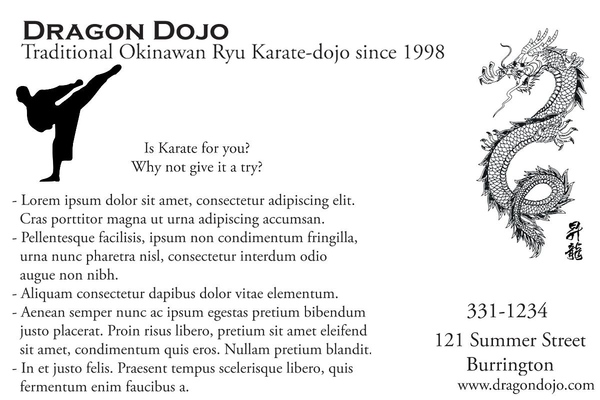 DRAGON DOJO
Traditional Okinawan Ryu Karate-dojo since 1998
Is Karate for you?
Why not give it a try?
- Lorem ipsum dolor sit amet, consectetur adipiscing elit.
Cras porttitor magna ut urna adipiscing accumsan.
- Pellentesque facilisis, ipsum non condimentum fringilla,
urna nunc pharetra nisl, consectetur interdum odio
augue non nibh.
- Aliquam consectetur dapibus dolor vitae elementum.
- Aenean semper nunc ac ipsum egestas pretium bibendum
justo placerat. Proin risus libero, pretium sit amet eleifend
sit amet, condimentum quis eros. Nullam pretium blandit.
- In et justo felis. Praesent tempus scelerisque libero, quis
fermentum enim faucibus a.
昇龍
331-1234
121 Summer Street
Burrington
www.dragondojo.com